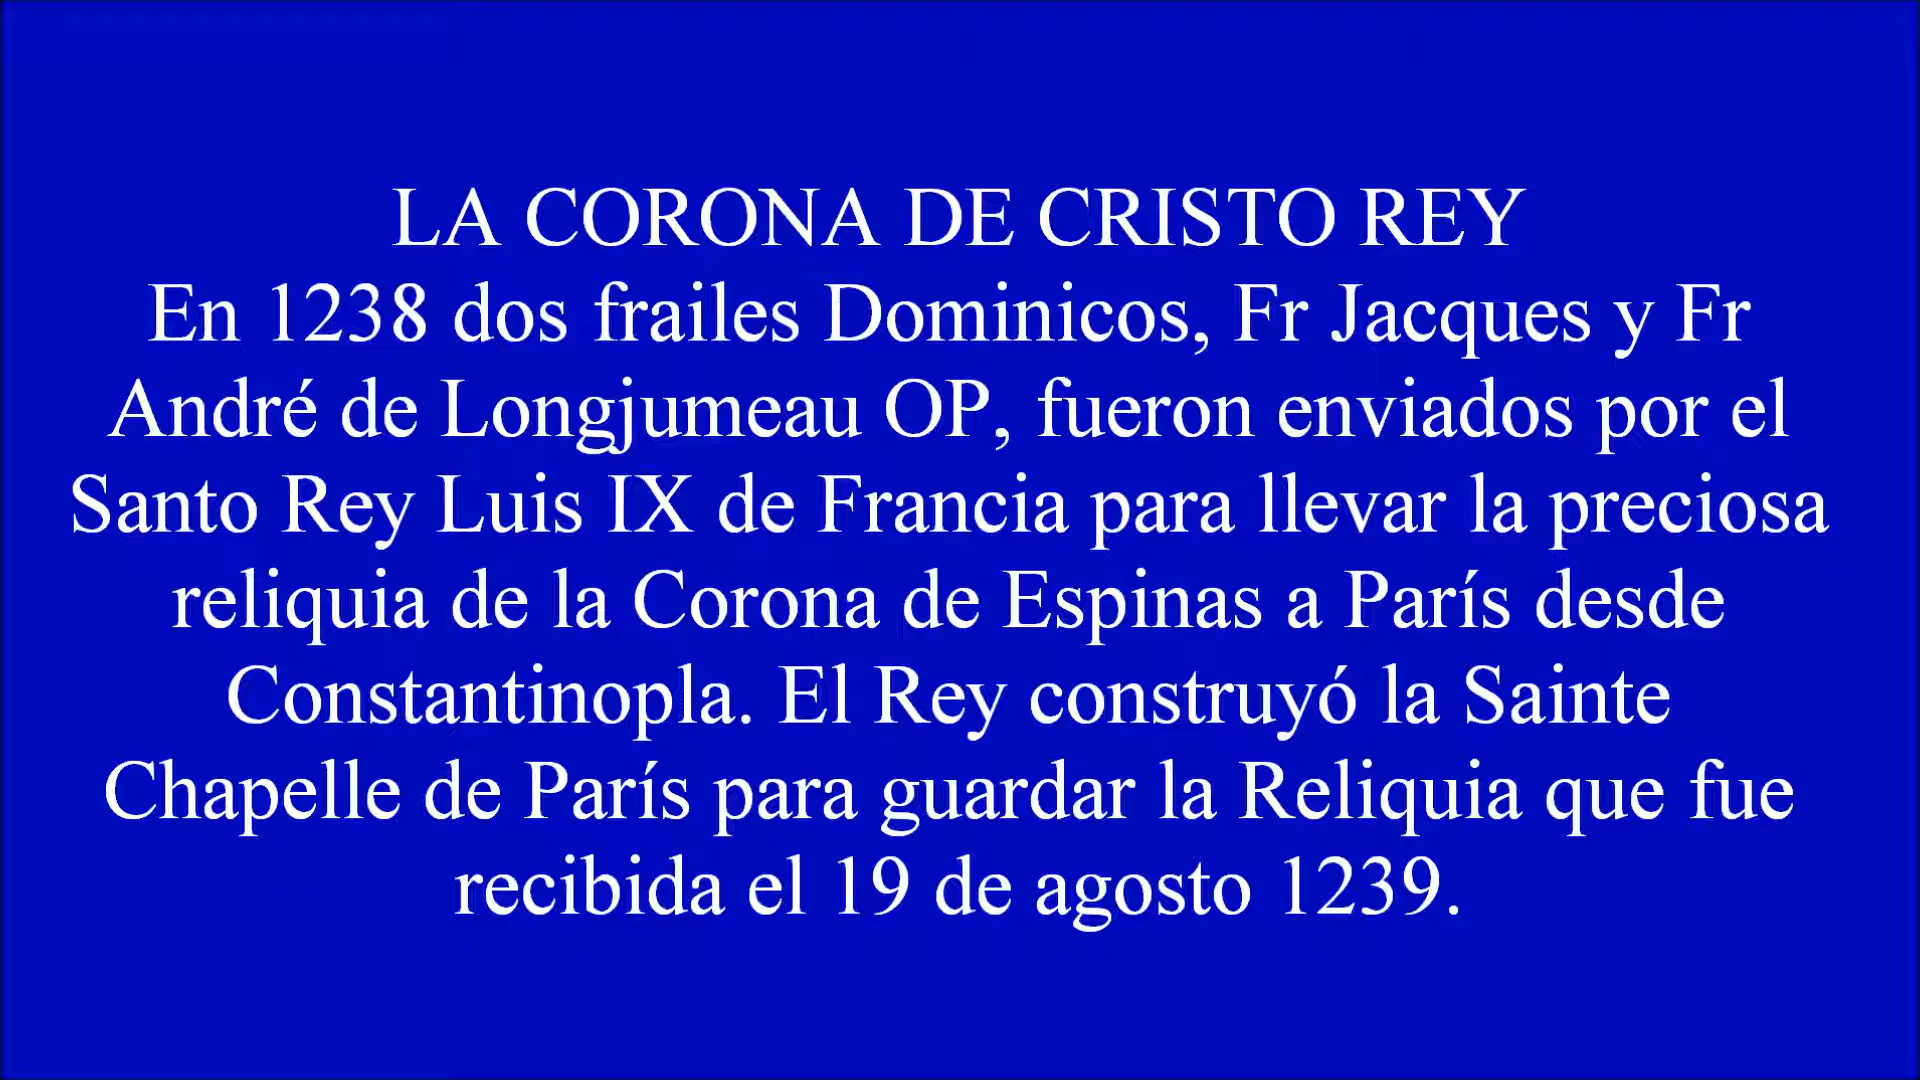 LA CORONA DE CRISTO REY
En 1238 dos frailes Dominicos, Fr Jacques y Fr
André de Longjumeau OP, fueron enviados por el
Santo Rey Luis IX de Francia para llevar la preciosa
reliquia de la Corona de Espinas a París desde
Constantinopla. El Rey construyó la Sainte
Chapelle de París para guardar la Reliquia que fue
recibida el 19 de agosto 1239.